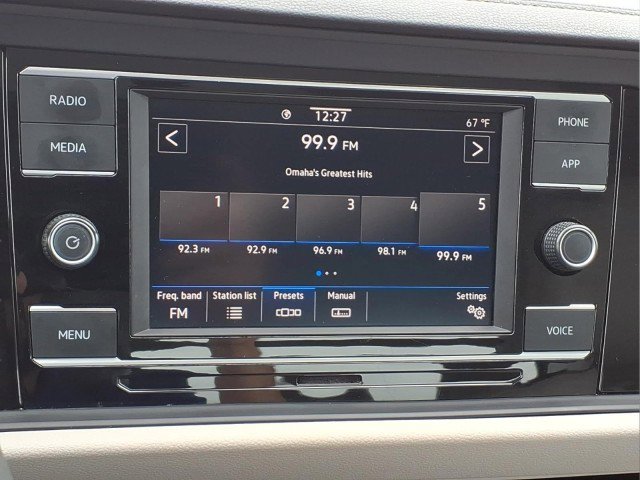 RADIO
MEDIA
MENU
12:27
67 °F
<
99.9 FM
>
Omaha's Greatest Hits
1 2 3 4 5
92.3 FM 92.9 FM 96.9 FM 98.1 FM 99.9 FM
Freq. band Station list Presets Manual Settings
FM
PHONE
APP
VOICE